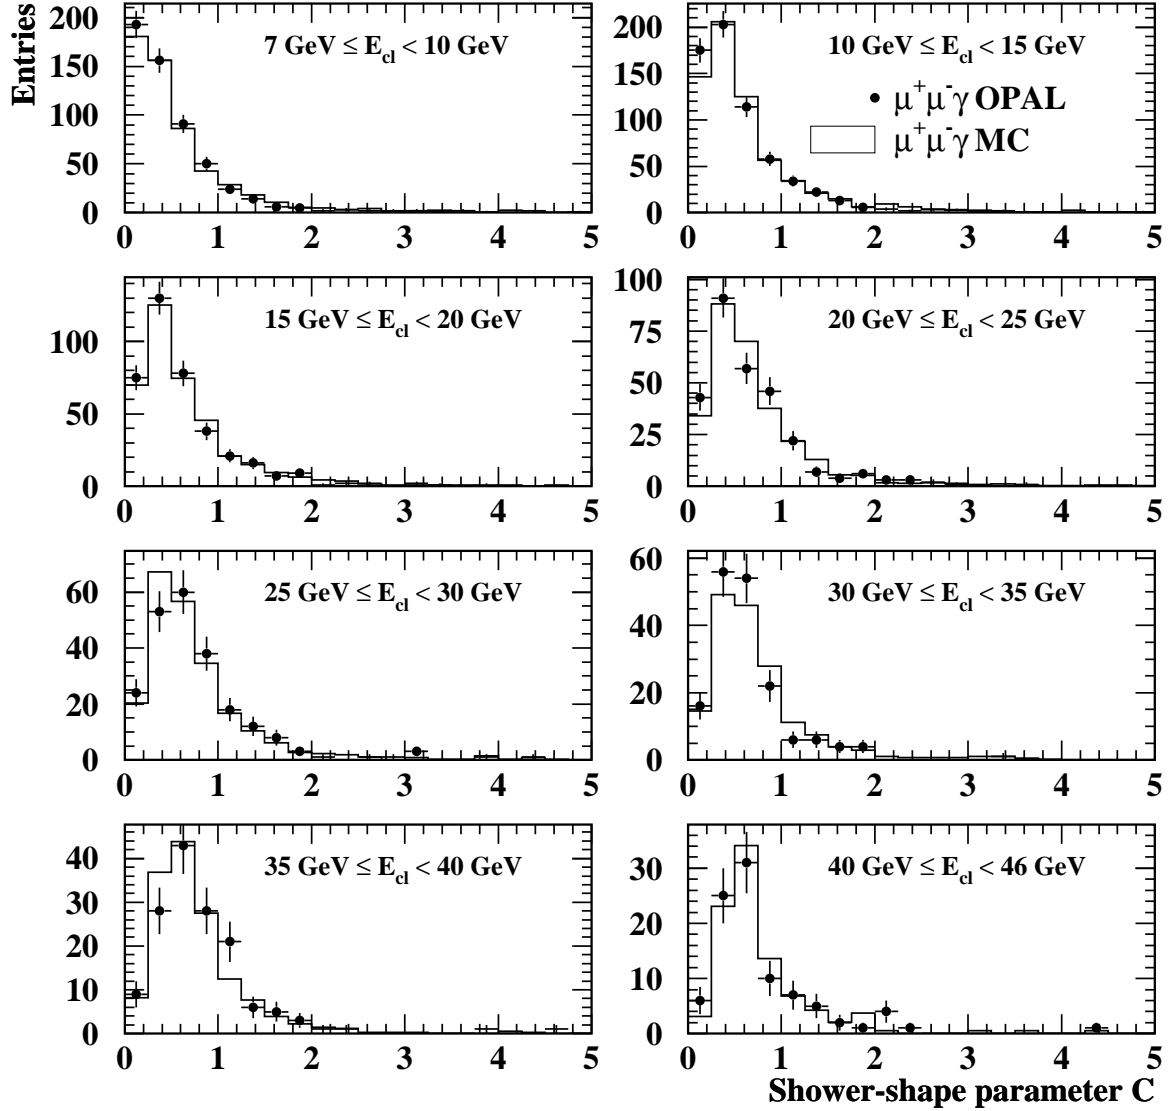 Entries
7 GeV ≤ E_cl < 10 GeV
200
150
100
50
0
0 1 2 3 4 5
10 GeV ≤ E_cl < 15 GeV
μ⁺μ⁻γ OPAL
μ⁺μ⁻γ MC
200
150
100
50
0
0 1 2 3 4 5
15 GeV ≤ E_cl < 20 GeV
100
50
0
0 1 2 3 4 5
20 GeV ≤ E_cl < 25 GeV
100
75
50
25
0
0 1 2 3 4 5
25 GeV ≤ E_cl < 30 GeV
60
40
20
0
0 1 2 3 4 5
30 GeV ≤ E_cl < 35 GeV
60
40
20
0
0 1 2 3 4 5
35 GeV ≤ E_cl < 40 GeV
40
30
20
10
0
0 1 2 3 4 5
40 GeV ≤ E_cl < 46 GeV
30
20
10
0
0 1 2 3 4 5
Shower-shape parameter C